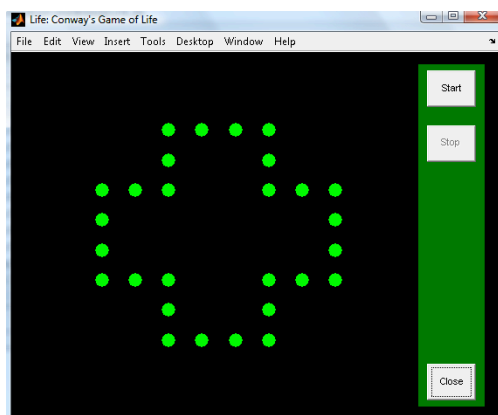 Life: Conway's Game of Life
File Edit View Insert Tools Desktop Window Help
Start
Stop
Close